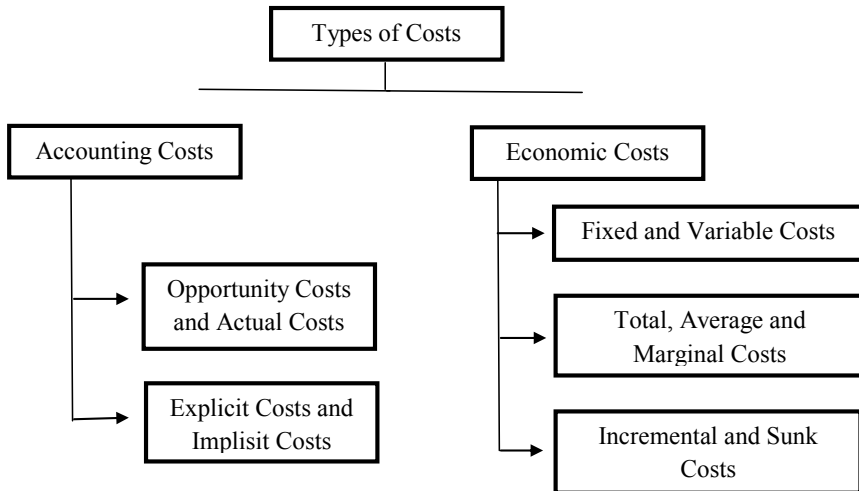 Types of Costs
Accounting Costs
Opportunity Costs
and Actual Costs
Explicit Costs and
Implisit Costs
Economic Costs
Fixed and Variable Costs
Total, Average and
Marginal Costs
Incremental and Sunk
Costs